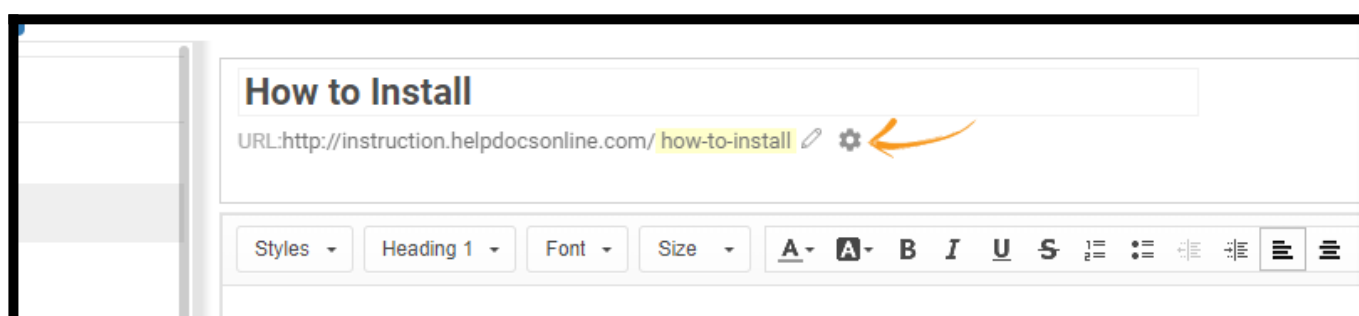 How to Install
URL:http://instruction.helpdocsonline.com/ how-to-install
Styles Heading 1 Font Size A A B I U S